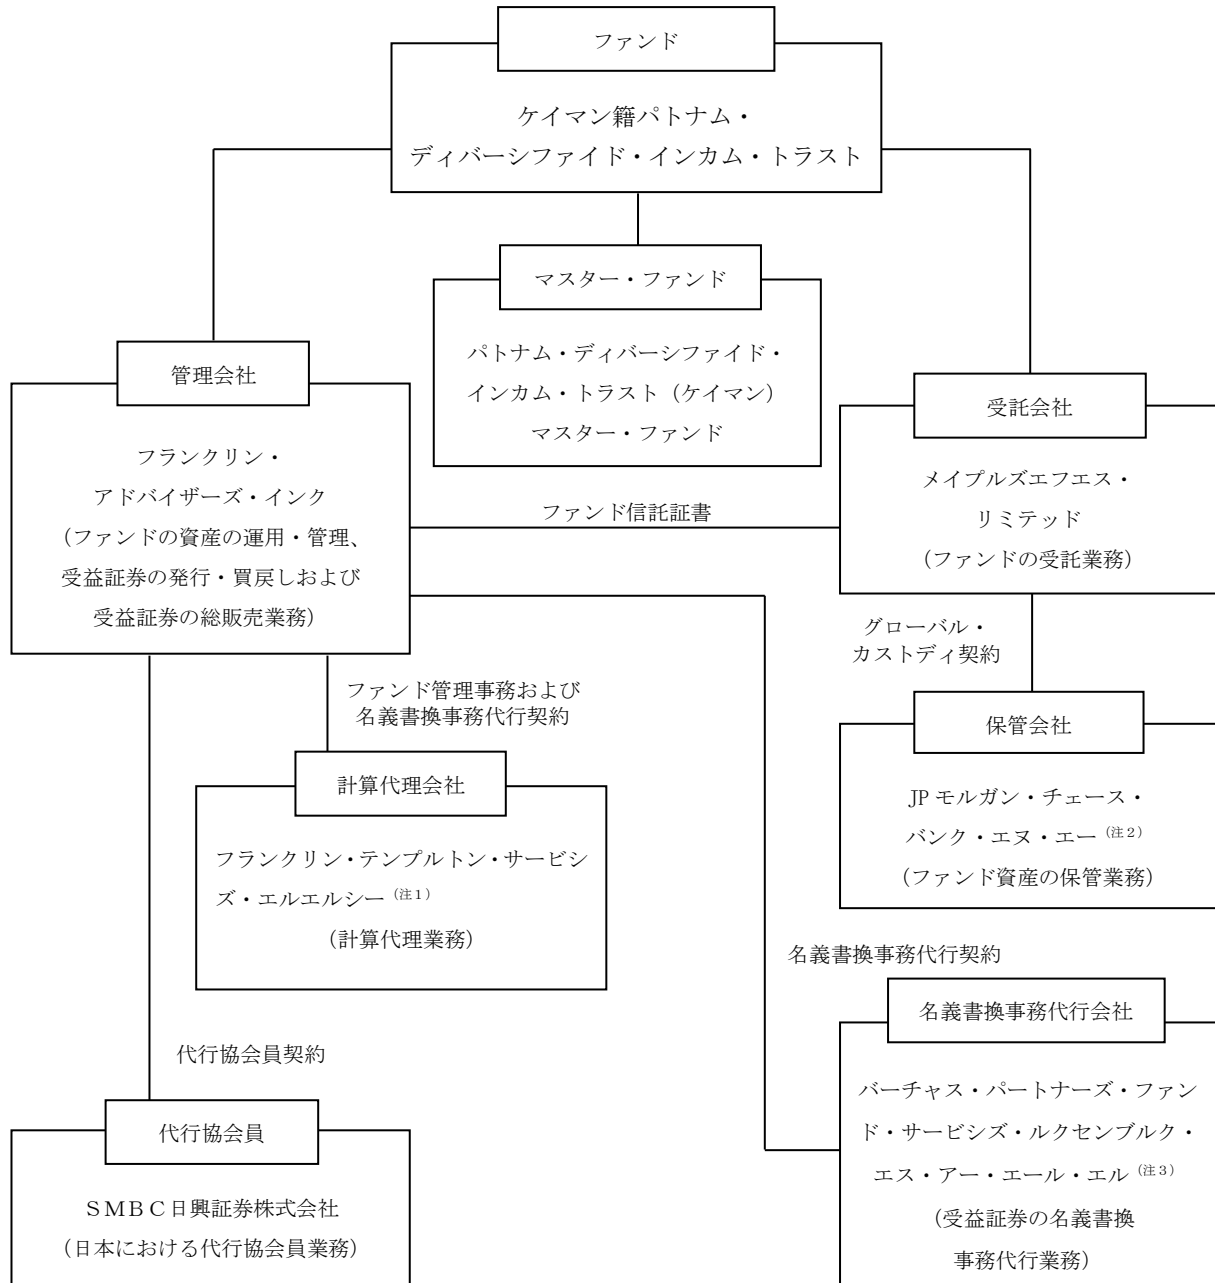 ファンド
ケイマン籍パトナム・
ディバーシファイド・インカム・トラスト
マスター・ファンド
パトナム・ディバーシファイド・
インカム・トラスト（ケイマン）
マスター・ファンド
管理会社
フランクリン・
アドバイザーズ・インク
（ファンドの資産の運用・管理、
受益証券の発行・買戻しおよび
受益証券の総販売業務）
ファンド信託証書
受託会社
メイプルズエフエス・
リミテッド
（ファンドの受託業務）
グローバル・
カストディ契約
保管会社
JPモルガン・チェース・
バンク・エヌ・エー（注２）
（ファンド資産の保管業務）
ファンド管理事務および
名義書換事務代行契約
計算代理会社
フランクリン・テンプルトン・サービシ
ズ・エルエルシー（注１）
（計算代理業務）
名義書換事務代行契約
名義書換事務代行会社
バーチャス・パートナーズ・ファン
ド・サービシズ・ルクセンブルク・
エス・アー・エール・エル（注３）
（受益証券の名義書換
事務代行業務）
代行協会員契約
代行協会員
ＳＭＢＣ日興証券株式会社
（日本における代行協会員業務）